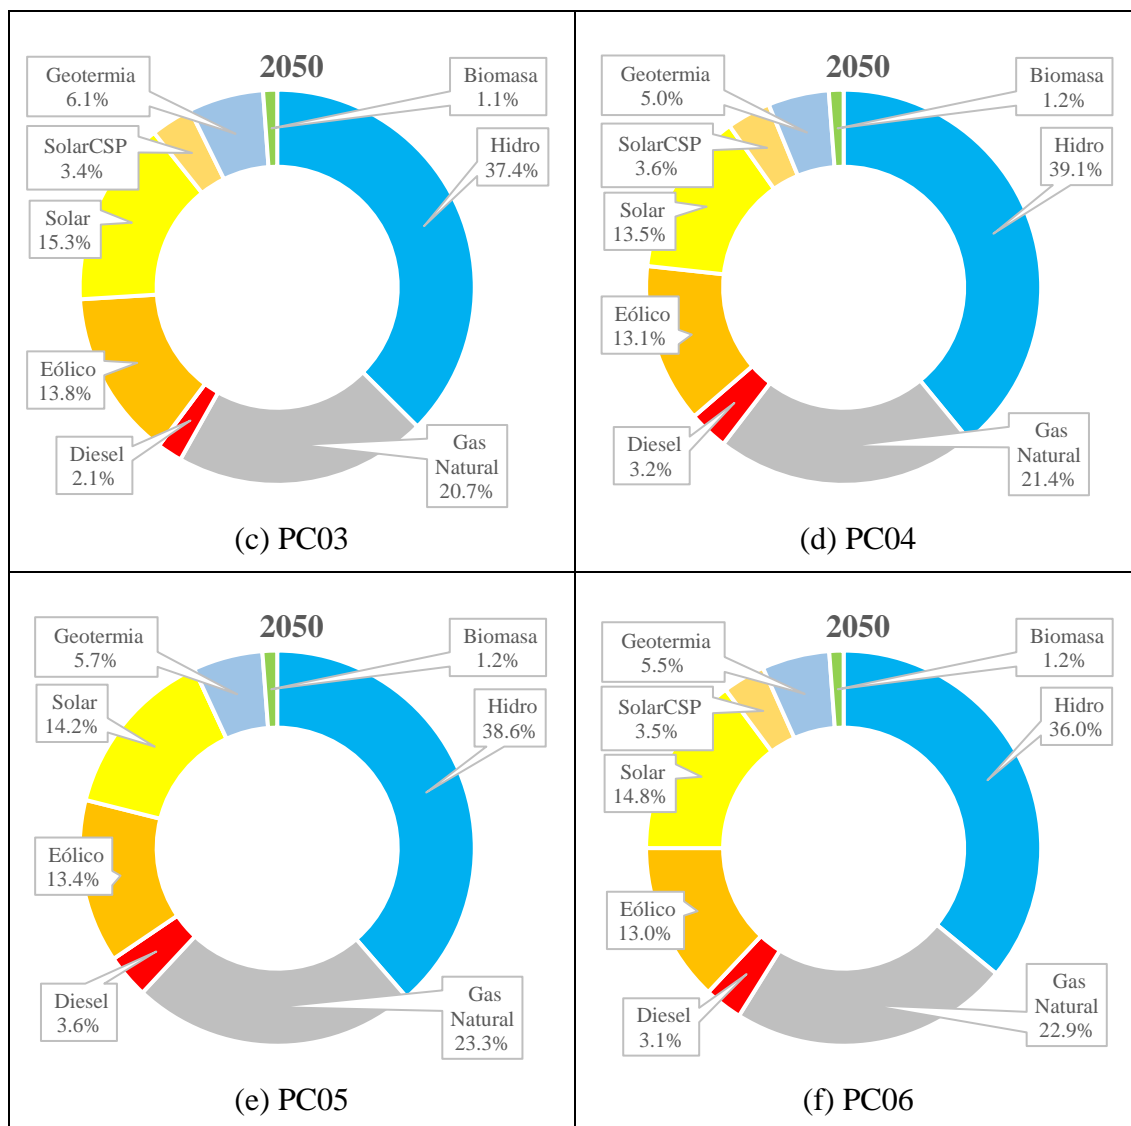 2050
Geotermia
6.1%
Biomasa
1.1%
SolarCSP
3.4%
Hidro
37.4%
Solar
15.3%
Eólico
13.8%
Diesel
2.1%
Gas
Natural
20.7%
(c) PC03
2050
Geotermia
5.0%
Biomasa
1.2%
SolarCSP
3.6%
Hidro
39.1%
Solar
13.5%
Eólico
13.1%
Diesel
3.2%
Gas
Natural
21.4%
(d) PC04
2050
Geotermia
5.7%
Biomasa
1.2%
Solar
14.2%
Hidro
38.6%
Eólico
13.4%
Diesel
3.6%
Gas
Natural
23.3%
(e) PC05
2050
Geotermia
5.5%
Biomasa
1.2%
SolarCSP
3.5%
Hidro
36.0%
Solar
14.8%
Eólico
13.0%
Diesel
3.1%
Gas
Natural
22.9%
(f) PC06